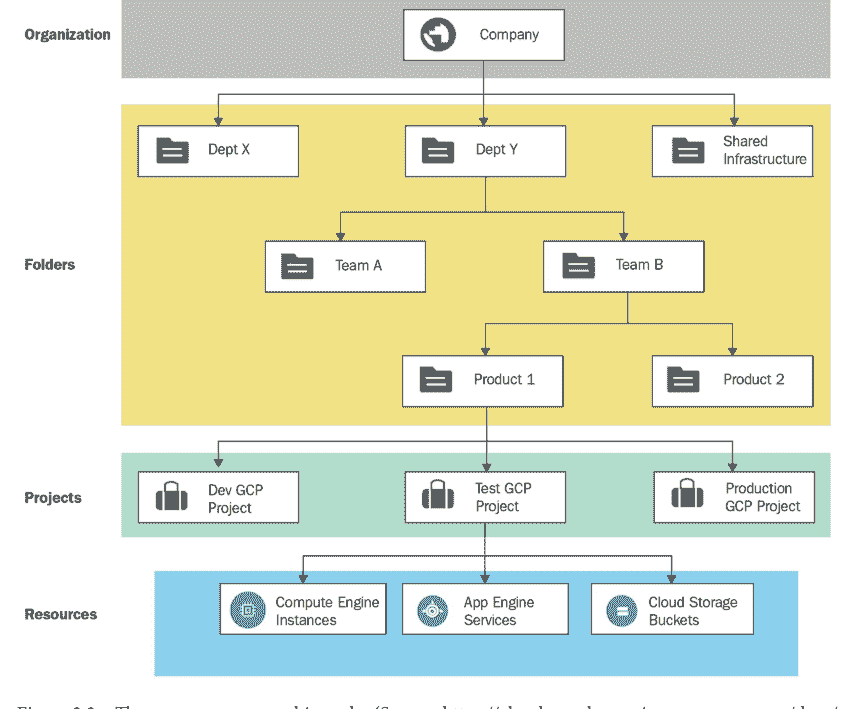 Organization
Company
Dept X
Dept Y
Shared
Infrastructure
Folders
Team A
Team B
Product 1
Product 2
Projects
Dev GCP
Project
Test GCP
Project
Production
GCP Project
Resources
Compute Engine
Instances
App Engine
Services
Cloud Storage
Buckets